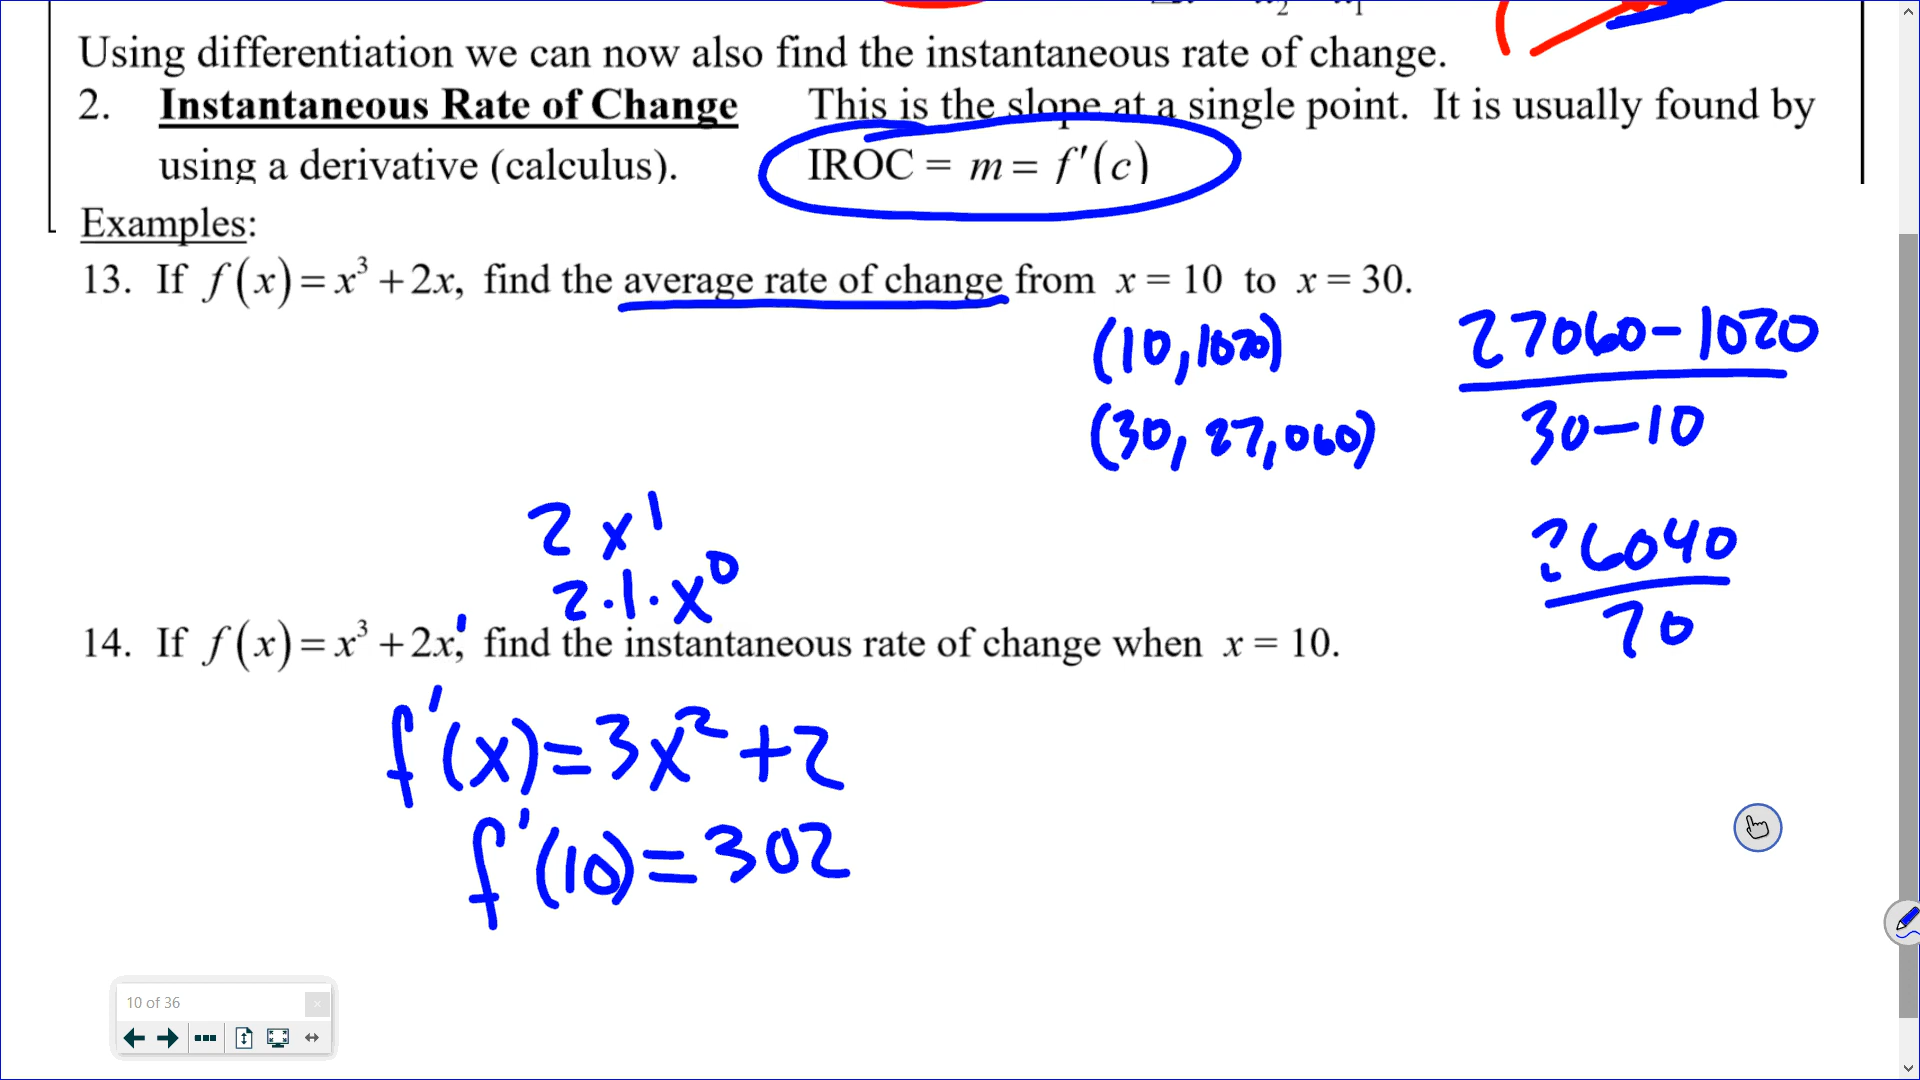 Using differentiation we can now also find the instantaneous rate of change.
2. Instantaneous Rate of Change This is the slope at a single point. It is usually found by
using a derivative (calculus). IROC = m = f′(c)
Examples:
13. If f(x) = x³ + 2x, find the average rate of change from x = 10 to x = 30.
(10, 1020)
(30, 27,060)
27060 − 1020
30 − 10
26040
20
2 x¹
2 · 1 · x⁰
14. If f(x) = x³ + 2x,¹ find the instantaneous rate of change when x = 10.
f′(x) = 3x² + 2
f′(10) = 302
10 of 36